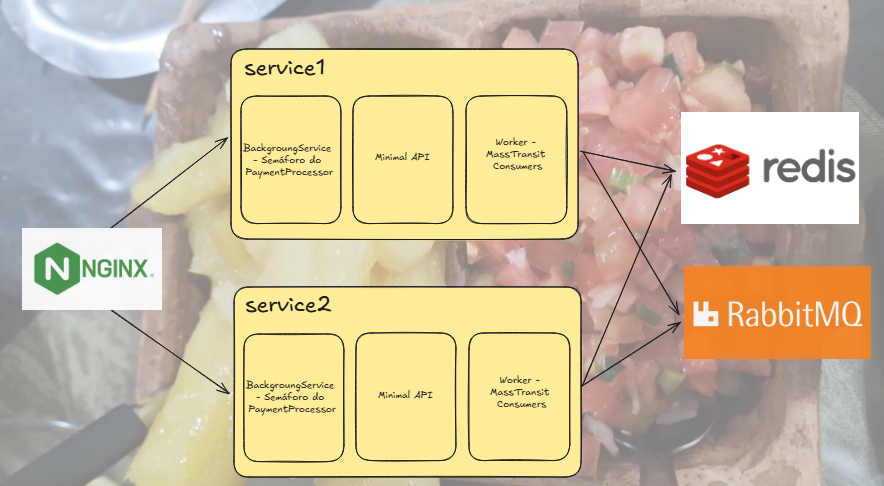 service1
BackgroungService
- Semáforo do
PaymentProcessor
Minimal API
Worker -
MassTransit
Consumers
redis
NGINX
RabbitMQ
service2
BackgroungService
- Semáforo do
PaymentProcessor
Minimal API
Worker -
MassTransit
Consumers